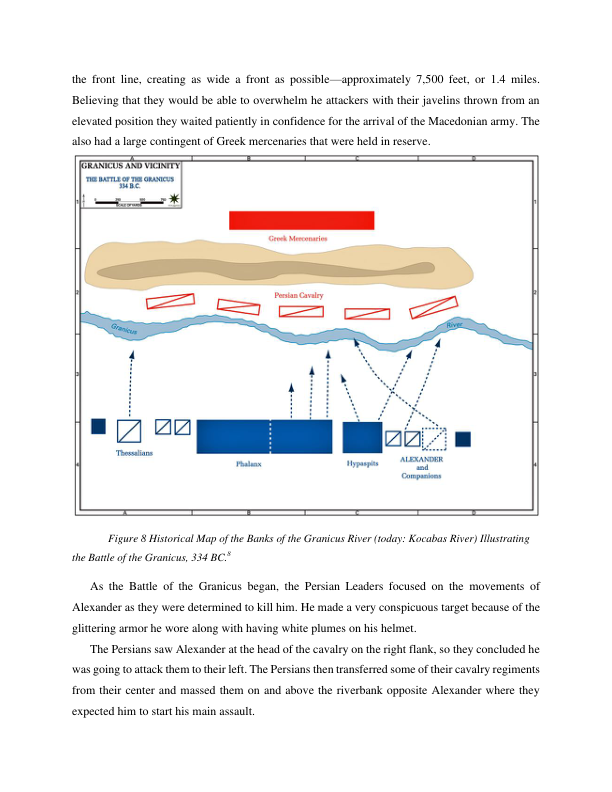 the front line, creating as wide a front as possible—approximately 7,500 feet, or 1.4 miles.
Believing that they would be able to overwhelm he attackers with their javelins thrown from an
elevated position they waited patiently in confidence for the arrival of the Macedonian army. The
also had a large contingent of Greek mercenaries that were held in reserve.
A B C D
GRANICUS AND VICINITY
THE BATTLE OF THE GRANICUS
334 B.C.
SCALE OF YARDS
1 1
Greek Mercenaries
2 2
Persian Cavalry
Granicus
River
3 3
Thessalians
Phalanx
Hypaspits
ALEXANDER
and
Companions
4 4
A B C D
Figure 8 Historical Map of the Banks of the Granicus River (today: Kocabas River) Illustrating
the Battle of the Granicus, 334 BC.8
As the Battle of the Granicus began, the Persian Leaders focused on the movements of
Alexander as they were determined to kill him. He made a very conspicuous target because of the
glittering armor he wore along with having white plumes on his helmet.
The Persians saw Alexander at the head of the cavalry on the right flank, so they concluded he
was going to attack them to their left. The Persians then transferred some of their cavalry regiments
from their center and massed them on and above the riverbank opposite Alexander where they
expected him to start his main assault.